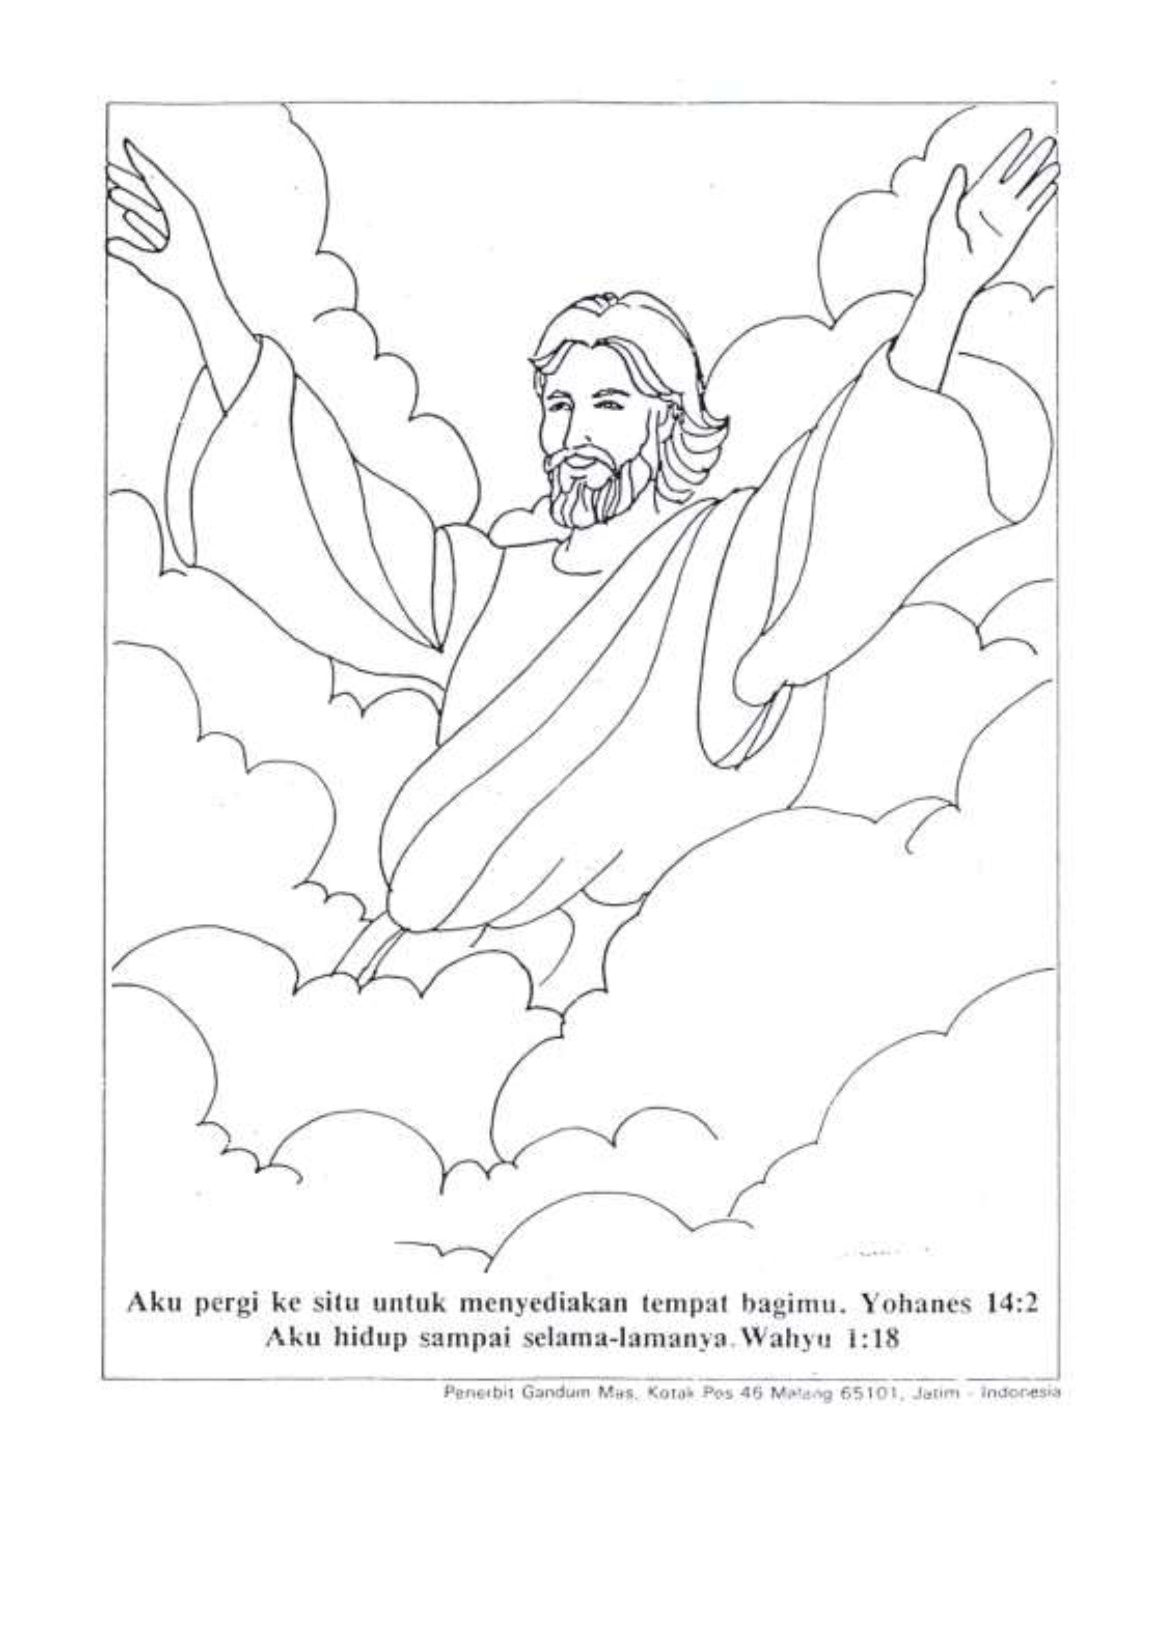 Aku pergi ke situ untuk menyediakan tempat bagimu. Yohanes 14:2
Aku hidup sampai selama-lamanya. Wahyu 1:18
Penerbit Gandum Mas, Kotak Pos 46 Malang 65101, Jatim - Indonesia